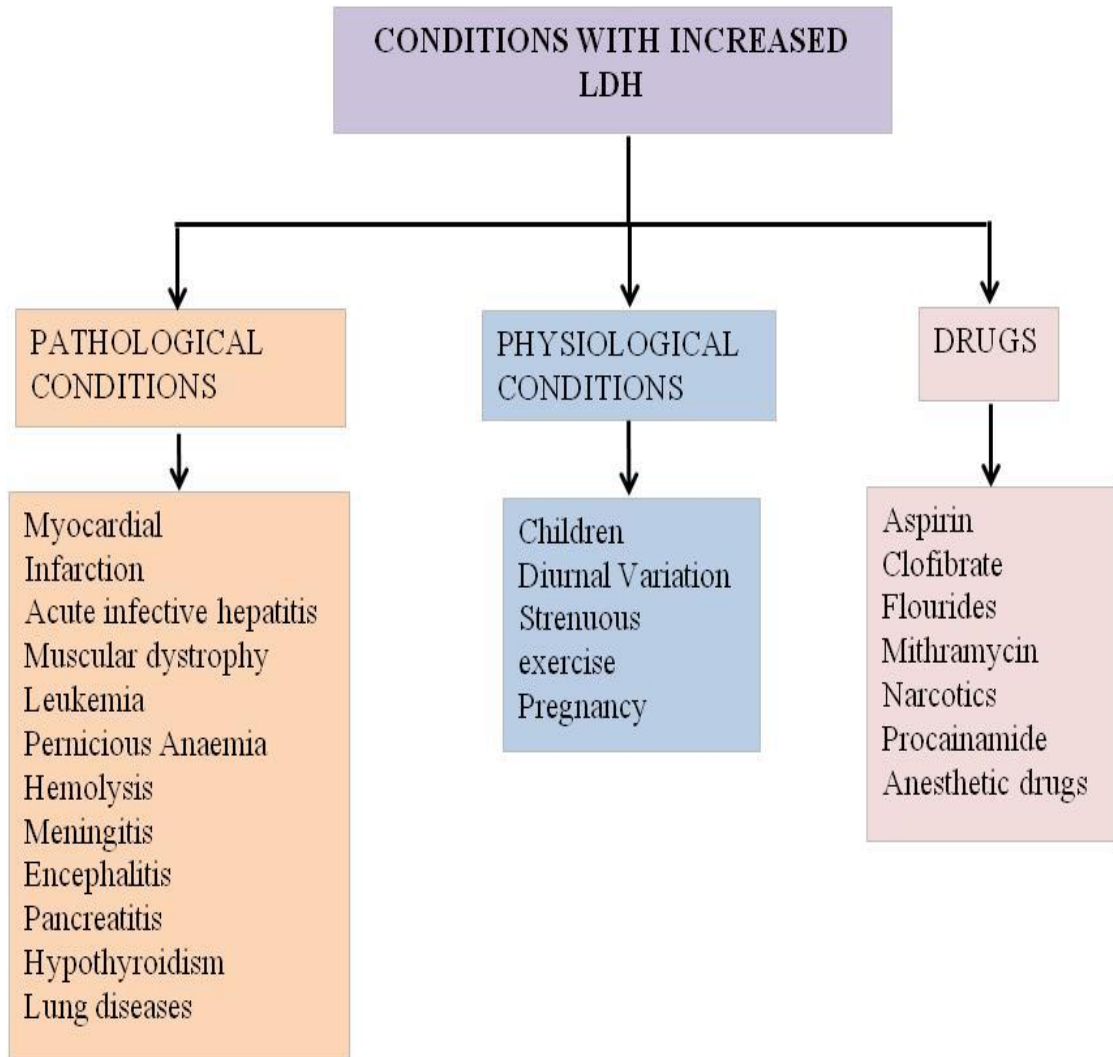 CONDITIONS WITH INCREASED
LDH
PATHOLOGICAL
CONDITIONS
PHYSIOLOGICAL
CONDITIONS
DRUGS
Myocardial
Infarction
Acute infective hepatitis
Muscular dystrophy
Leukemia
Pernicious Anaemia
Hemolysis
Meningitis
Encephalitis
Pancreatitis
Hypothyroidism
Lung diseases
Children
Diurnal Variation
Strenuous
exercise
Pregnancy
Aspirin
Clofibrate
Flourides
Mithramycin
Narcotics
Procainamide
Anesthetic drugs